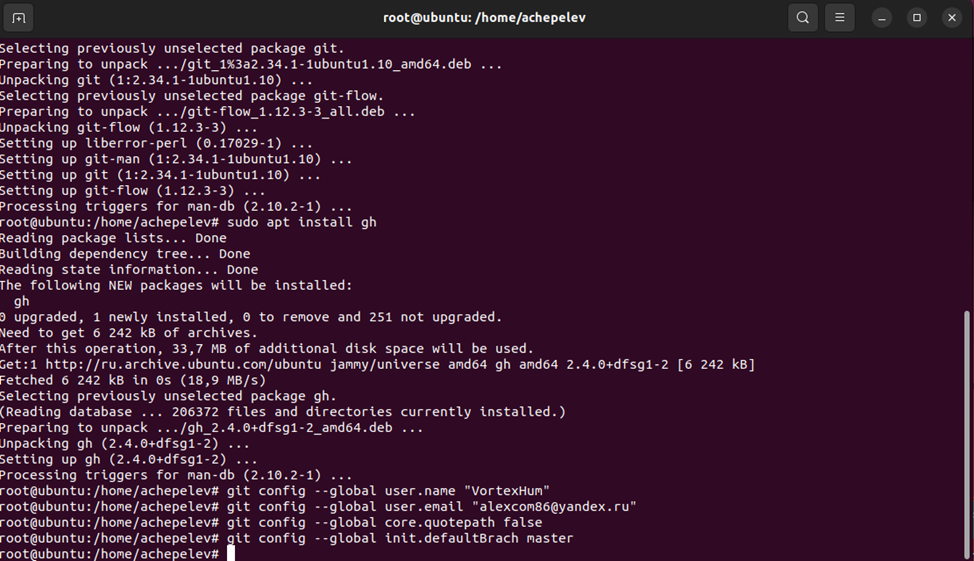 root@ubuntu: /home/achepelev
Selecting previously unselected package git.
Preparing to unpack .../git_1%3a2.34.1-1ubuntu1.10_amd64.deb ...
Unpacking git (1:2.34.1-1ubuntu1.10) ...
Selecting previously unselected package git-flow.
Preparing to unpack .../git-flow_1.12.3-3_all.deb ...
Unpacking git-flow (1.12.3-3) ...
Setting up liberror-perl (0.17029-1) ...
Setting up git-man (1:2.34.1-1ubuntu1.10) ...
Setting up git (1:2.34.1-1ubuntu1.10) ...
Setting up git-flow (1.12.3-3) ...
Processing triggers for man-db (2.10.2-1) ...
root@ubuntu:/home/achepelev# sudo apt install gh
Reading package lists... Done
Building dependency tree... Done
Reading state information... Done
The following NEW packages will be installed:
  gh
0 upgraded, 1 newly installed, 0 to remove and 251 not upgraded.
Need to get 6 242 kB of archives.
After this operation, 33,7 MB of additional disk space will be used.
Get:1 http://ru.archive.ubuntu.com/ubuntu jammy/universe amd64 gh amd64 2.4.0+dfsg1-2 [6 242 kB]
Fetched 6 242 kB in 0s (18,9 MB/s)
Selecting previously unselected package gh.
(Reading database ... 206372 files and directories currently installed.)
Preparing to unpack .../gh_2.4.0+dfsg1-2_amd64.deb ...
Unpacking gh (2.4.0+dfsg1-2) ...
Setting up gh (2.4.0+dfsg1-2) ...
Processing triggers for man-db (2.10.2-1) ...
root@ubuntu:/home/achepelev# git config --global user.name "VortexHum"
root@ubuntu:/home/achepelev# git config --global user.email "alexcom86@yandex.ru"
root@ubuntu:/home/achepelev# git config --global core.quotepath false
root@ubuntu:/home/achepelev# git config --global init.defaultBrach master
root@ubuntu:/home/achepelev#